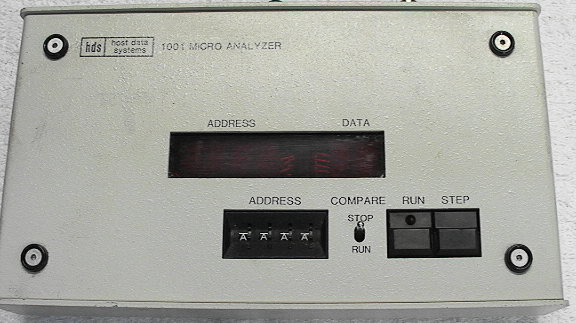 hds host data systems 1001 MICRO ANALYZER
ADDRESS DATA
ADDRESS COMPARE RUN STEP
STOP
A A A A
RUN